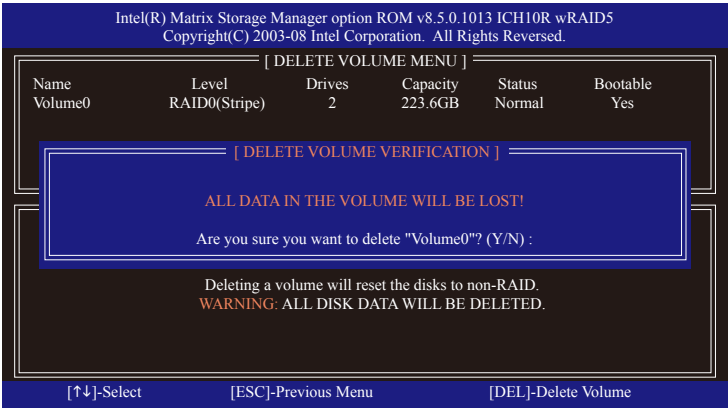 Intel(R) Matrix Storage Manager option ROM v8.5.0.1013 ICH10R wRAID5
Copyright(C) 2003-08 Intel Corporation. All Rights Reversed.
[ DELETE VOLUME MENU ]
Name Level Drives Capacity Status Bootable
Volume0 RAID0(Stripe) 2 223.6GB Normal Yes
[ DELETE VOLUME VERIFICATION ]
ALL DATA IN THE VOLUME WILL BE LOST!
Are you sure you want to delete "Volume0"? (Y/N) :
Deleting a volume will reset the disks to non-RAID.
WARNING: ALL DISK DATA WILL BE DELETED.
[↑↓]-Select [ESC]-Previous Menu [DEL]-Delete Volume